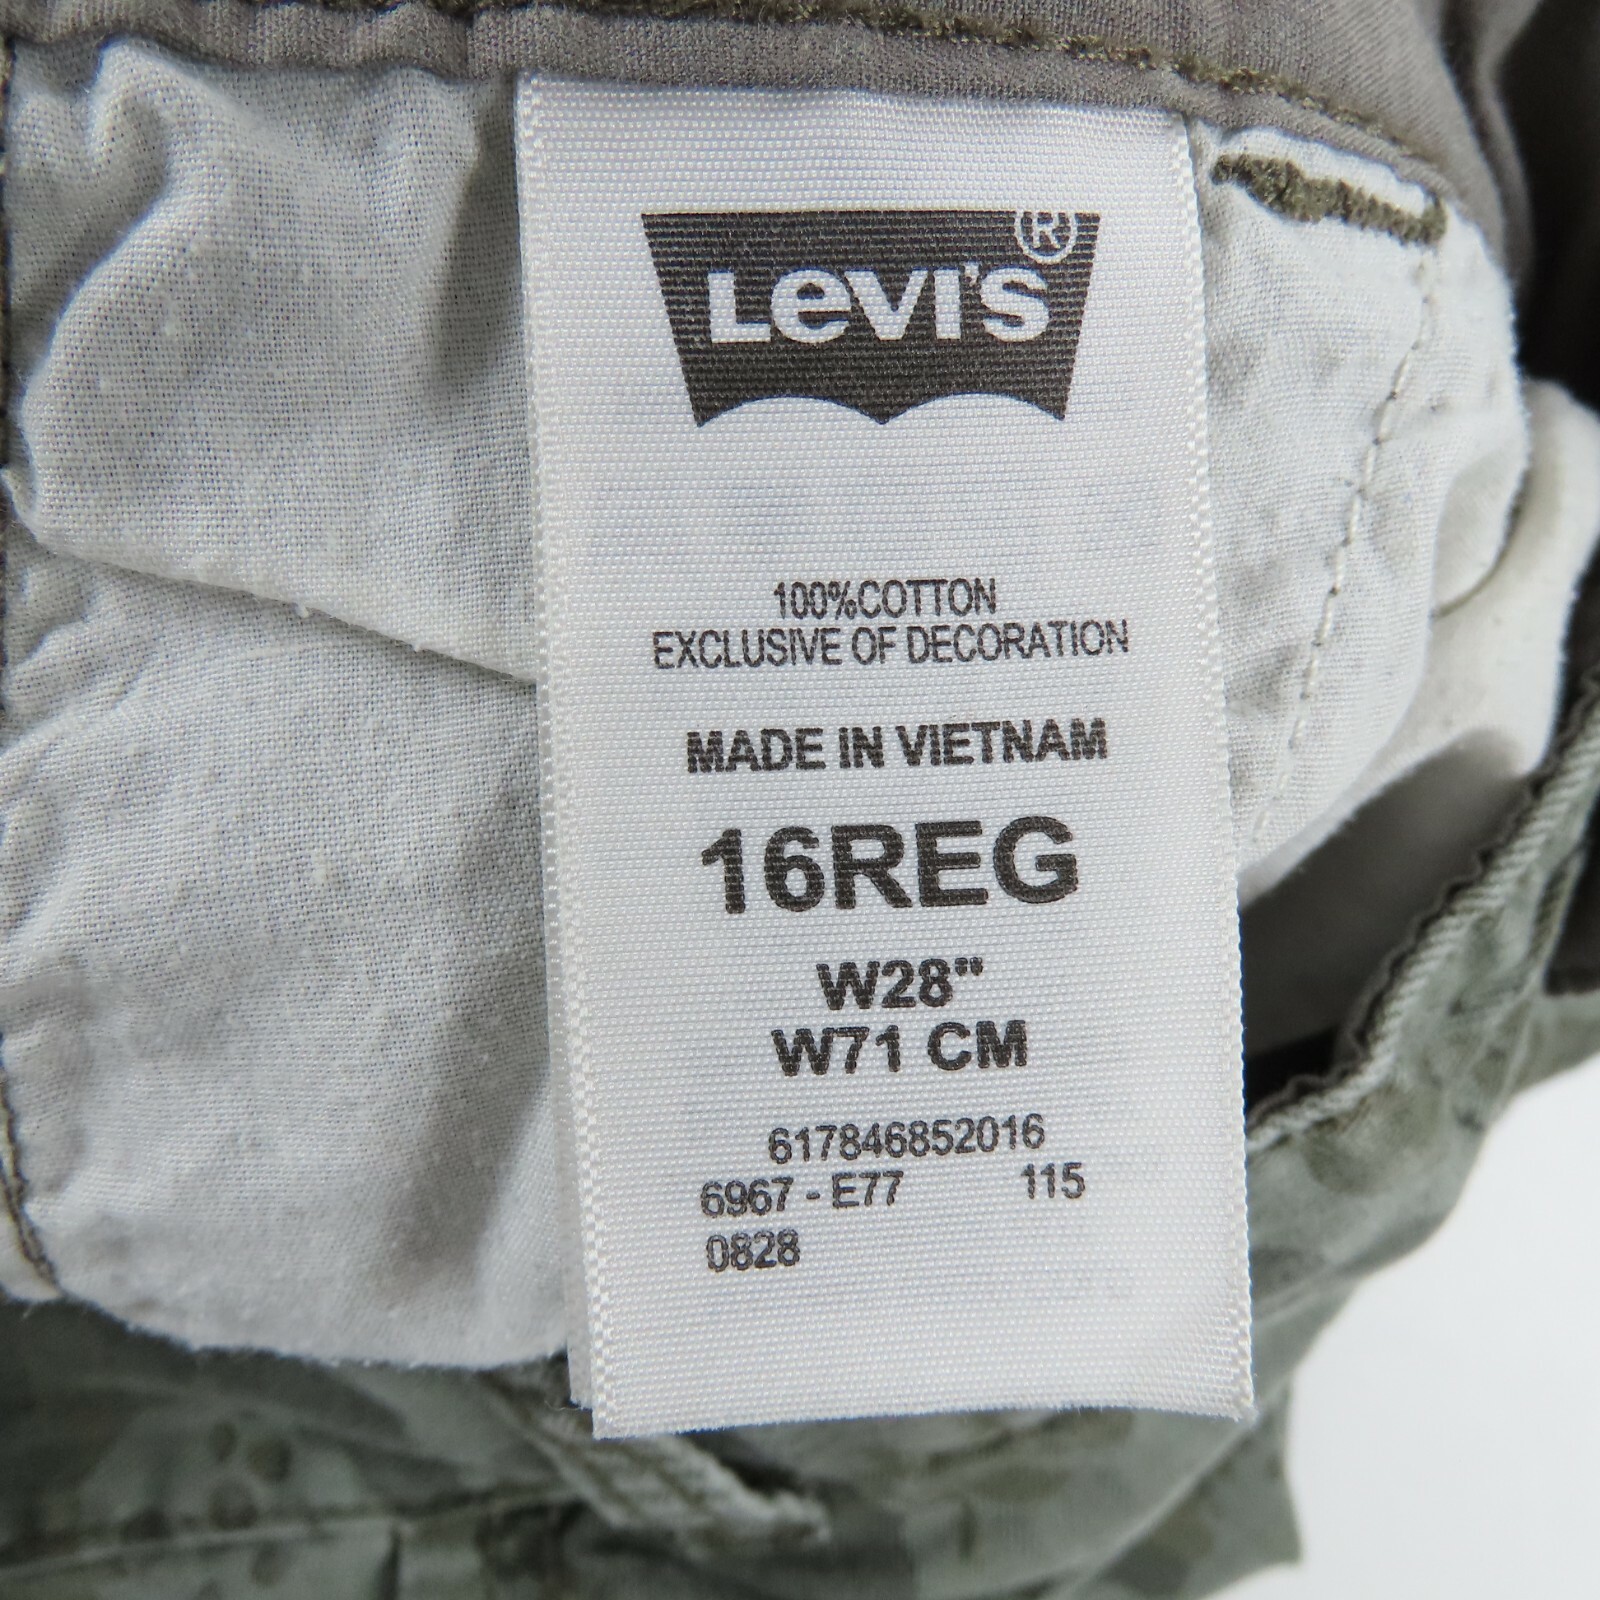 LEVI'S®
100%COTTON
EXCLUSIVE OF DECORATION
MADE IN VIETNAM
16REG
W28"
W71 CM
617846852016
6967 - E77 115
0828